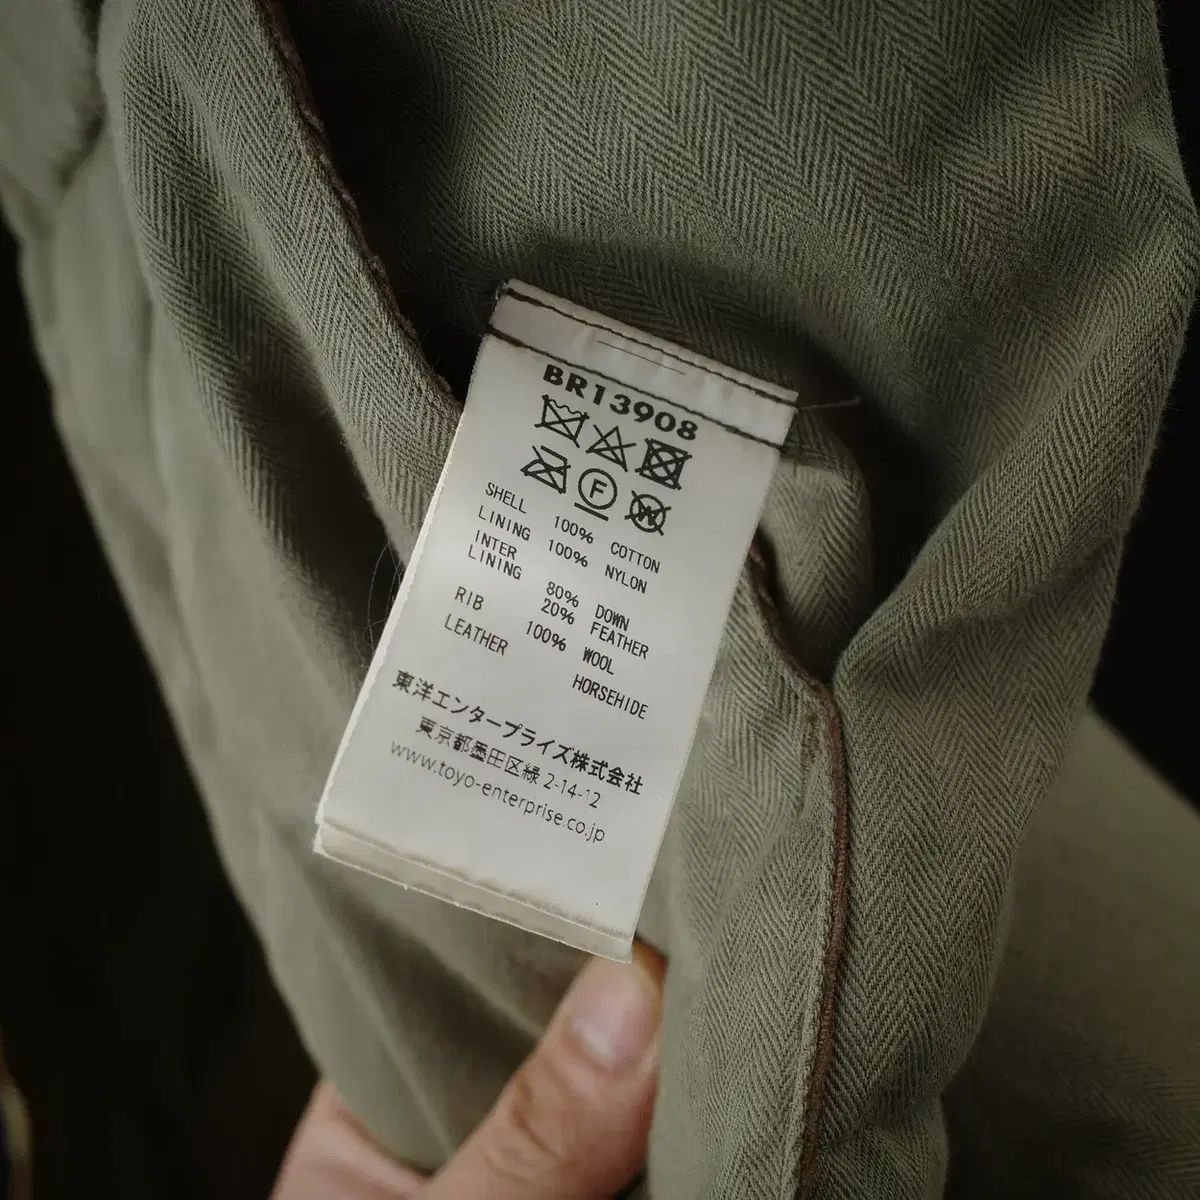 BR13908
F
W
SHELL 100% COTTON
LINING 100% NYLON
INTER
LINING 80% DOWN
20% FEATHER
RIB 100% WOOL
LEATHER HORSEHIDE
東洋エンタープライズ株式会社
東京都墨田区緑 2-14-12
www.toyo-enterprise.co.jp